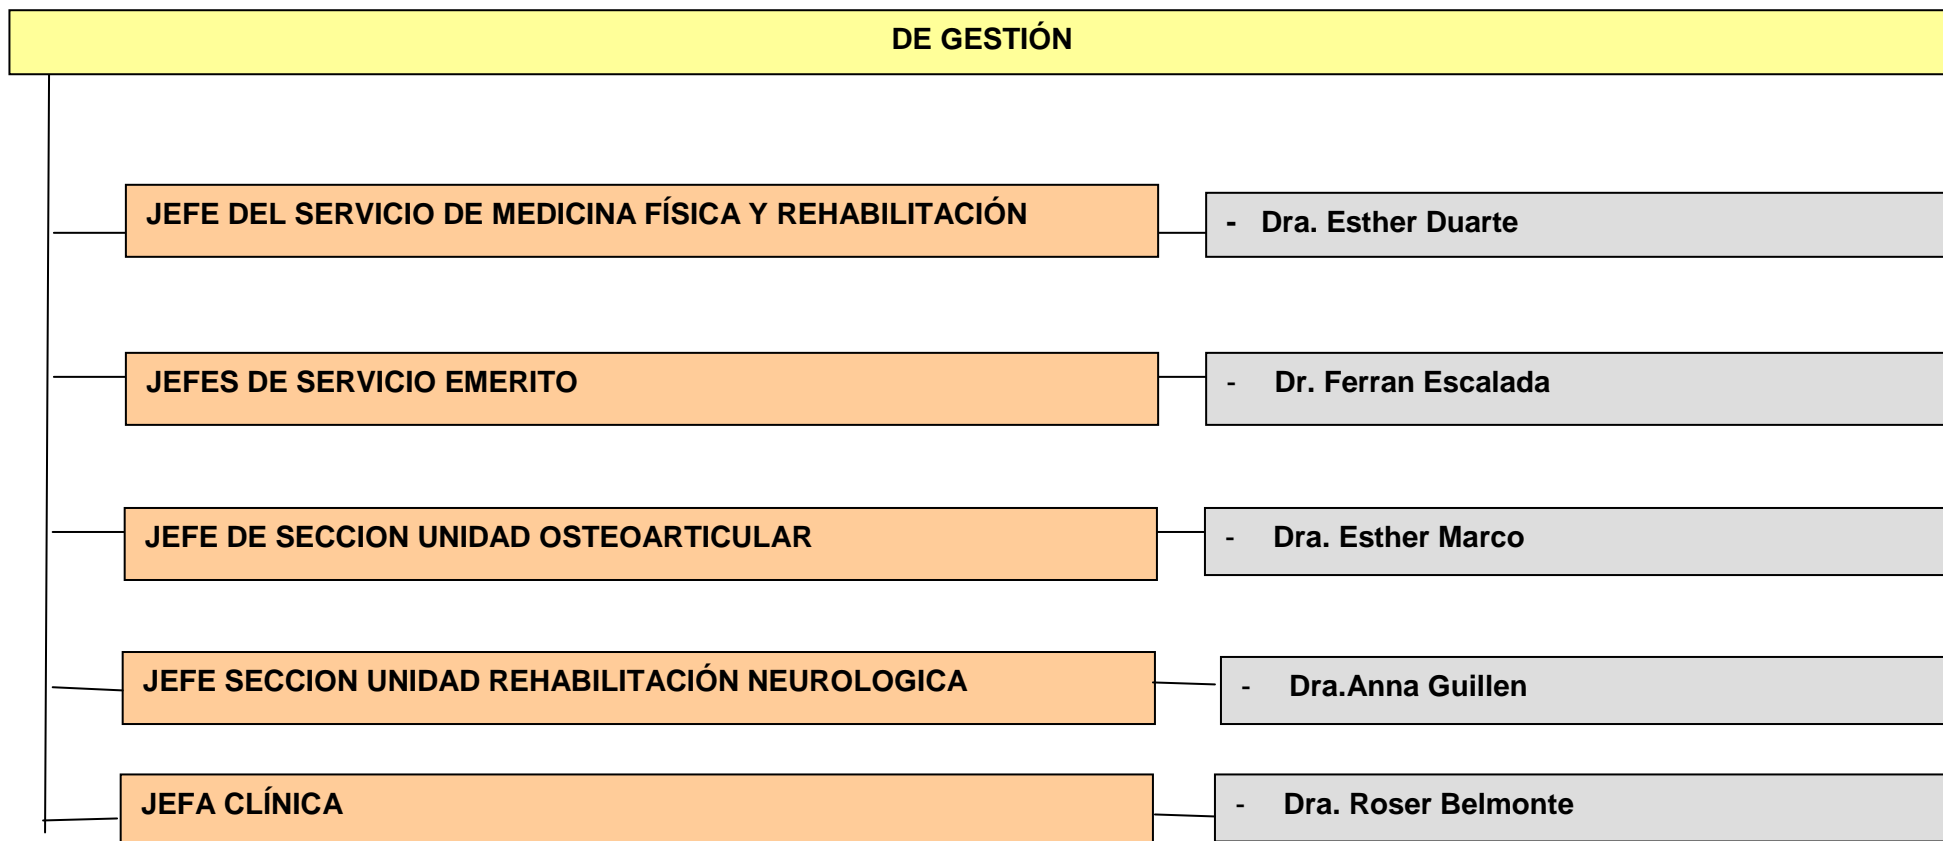 DE GESTIÓN
JEFE DEL SERVICIO DE MEDICINA FÍSICA Y REHABILITACIÓN
- Dra. Esther Duarte
JEFES DE SERVICIO EMERITO
- Dr. Ferran Escalada
JEFE DE SECCION UNIDAD OSTEOARTICULAR
- Dra. Esther Marco
JEFE SECCION UNIDAD REHABILITACIÓN NEUROLOGICA
- Dra.Anna Guillen
JEFA CLÍNICA
- Dra. Roser Belmonte